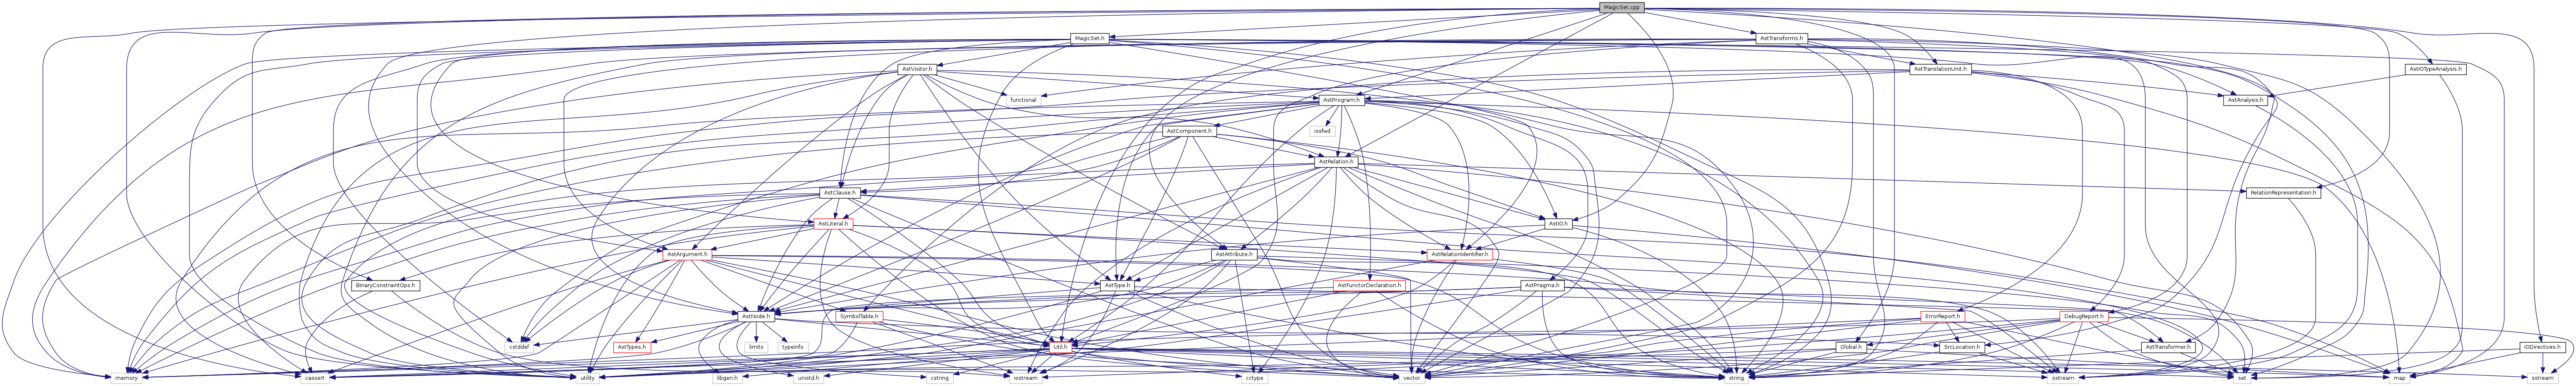 MagicSet.cpp
MagicSet.h
AstTransforms.h
AstVisitor.h
AstTranslationUnit.h
AstIOTypeAnalysis.h
functional
AstProgram.h
AstAnalysis.h
iosfwd
AstComponent.h
AstRelation.h
AstClause.h
RelationRepresentation.h
AstLiteral.h
AstIO.h
AstArgument.h
AstAttribute.h
AstRelationIdentifier.h
BinaryConstraintOps.h
AstType.h
AstFunctorDeclaration.h
AstPragma.h
AstNode.h
SymbolTable.h
ErrorReport.h
DebugReport.h
cstddef
AstTypes.h
limits
typeinfo
Util.h
Global.h
SrcLocation.h
AstTransformer.h
IODirectives.h
memory
cassert
utility
libgen.h
unistd.h
cstring
iostream
cctype
vector
string
ostream
set
map
sstream